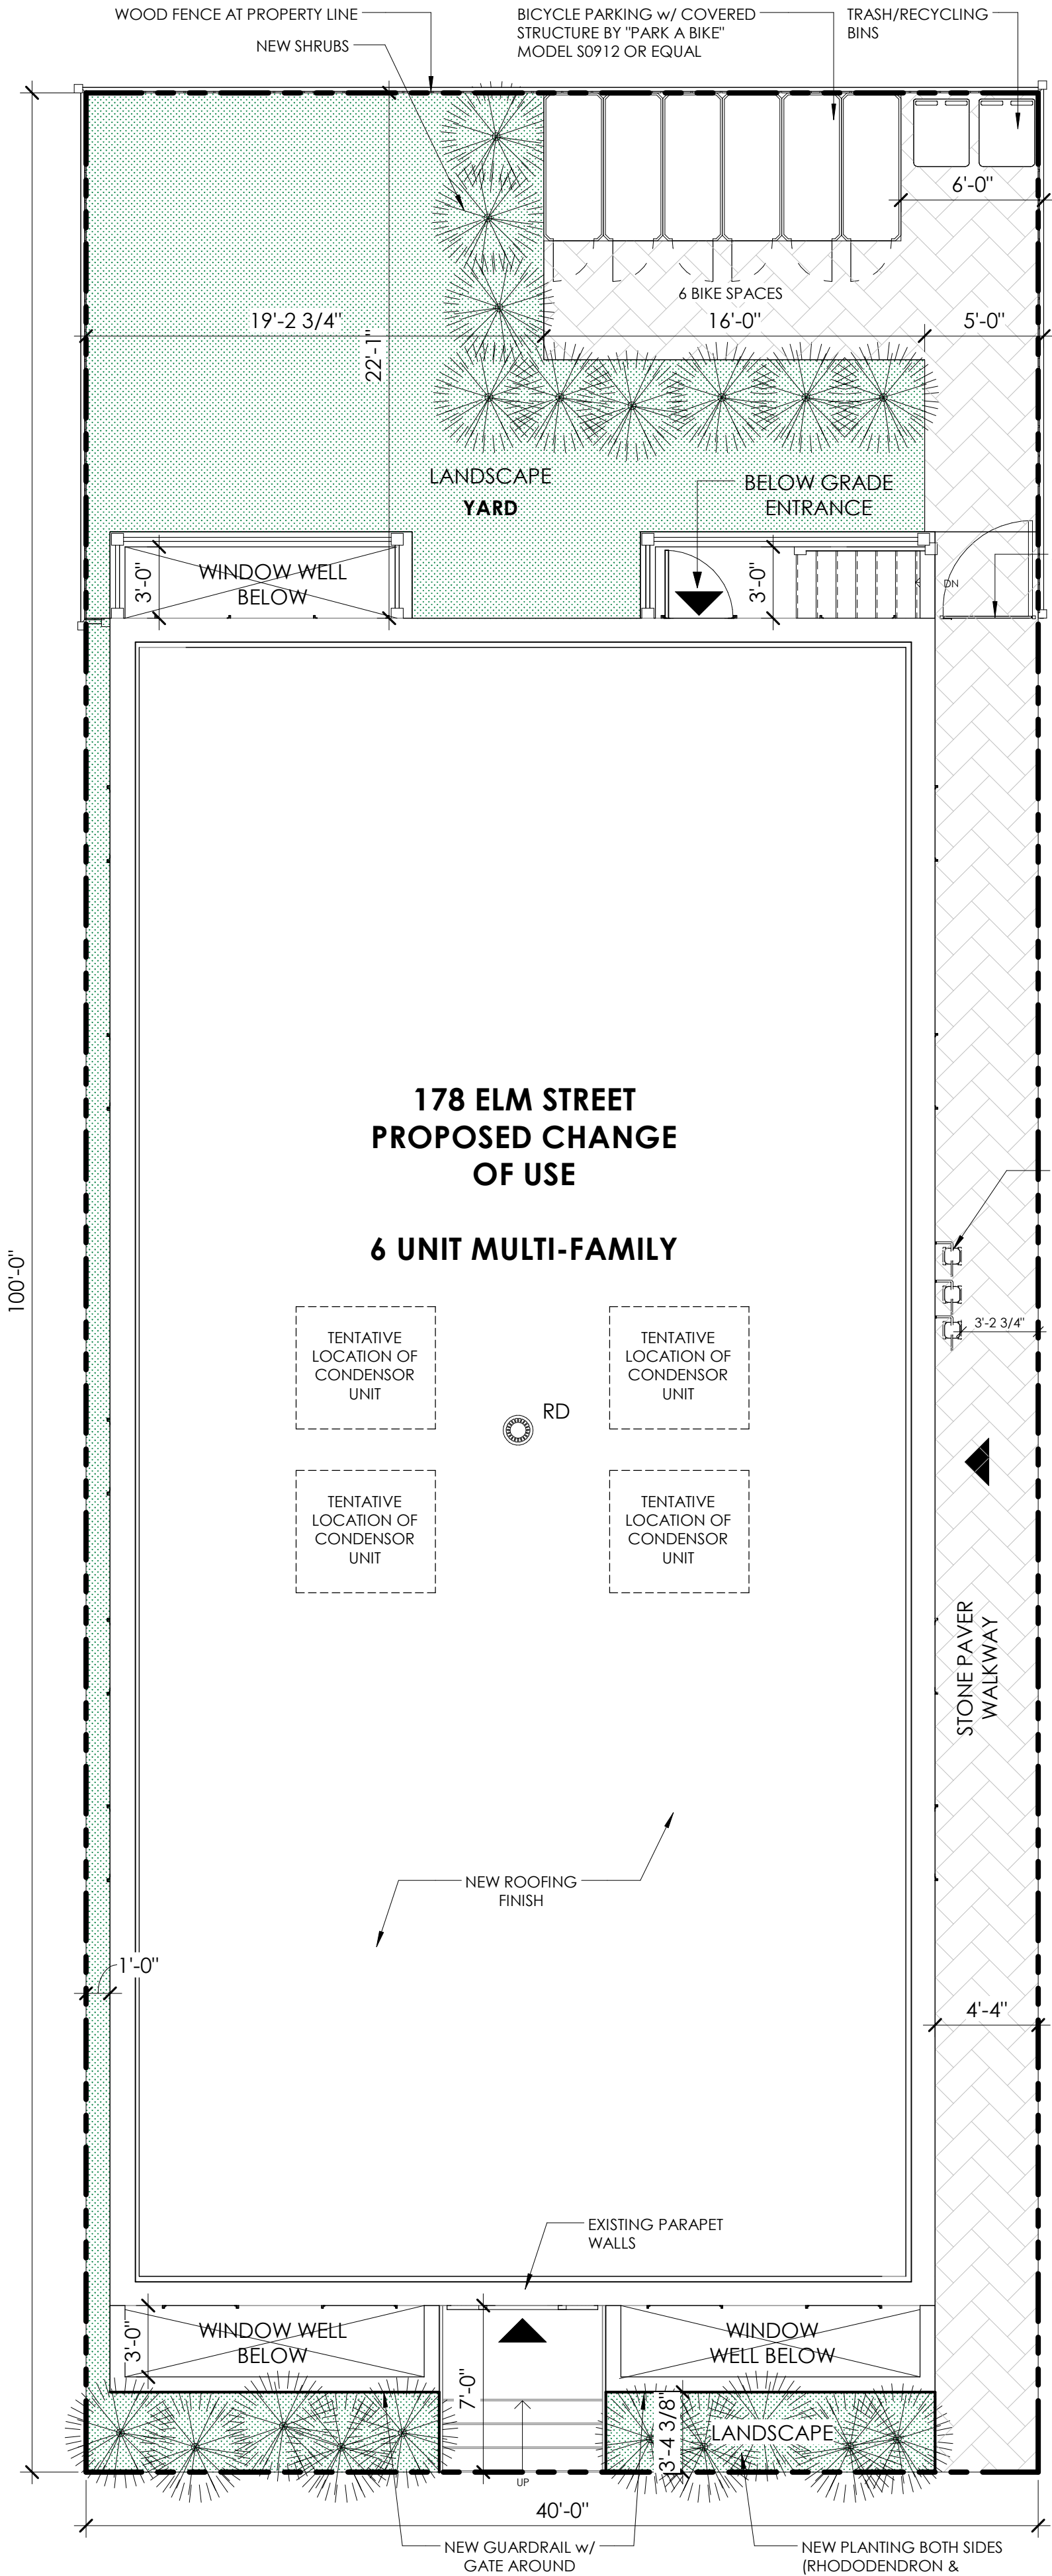 WOOD FENCE AT PROPERTY LINE
NEW SHRUBS
BICYCLE PARKING w/ COVERED
STRUCTURE BY "PARK A BIKE"
MODEL S0912 OR EQUAL
TRASH/RECYCLING
BINS
6'-0"
6 BIKE SPACES
19'-2 3/4"
22'-1"
16'-0"
5'-0"
LANDSCAPE
YARD
BELOW GRADE
ENTRANCE
3'-0"
WINDOW WELL
BELOW
3'-0"
DN
178 ELM STREET
PROPOSED CHANGE
OF USE
6 UNIT MULTI-FAMILY
100'-0"
TENTATIVE
LOCATION OF
CONDENSOR
UNIT
TENTATIVE
LOCATION OF
CONDENSOR
UNIT
3'-2 3/4"
RD
TENTATIVE
LOCATION OF
CONDENSOR
UNIT
TENTATIVE
LOCATION OF
CONDENSOR
UNIT
STONE PAVER
WALKWAY
NEW ROOFING
FINISH
1'-0"
4'-4"
EXISTING PARAPET
WALLS
3'-0"
WINDOW WELL
BELOW
WINDOW
WELL BELOW
7'-0"
3'-4 3/8"
LANDSCAPE
UP
40'-0"
NEW GUARDRAIL w/
GATE AROUND
NEW PLANTING BOTH SIDES
(RHODODENDRON &